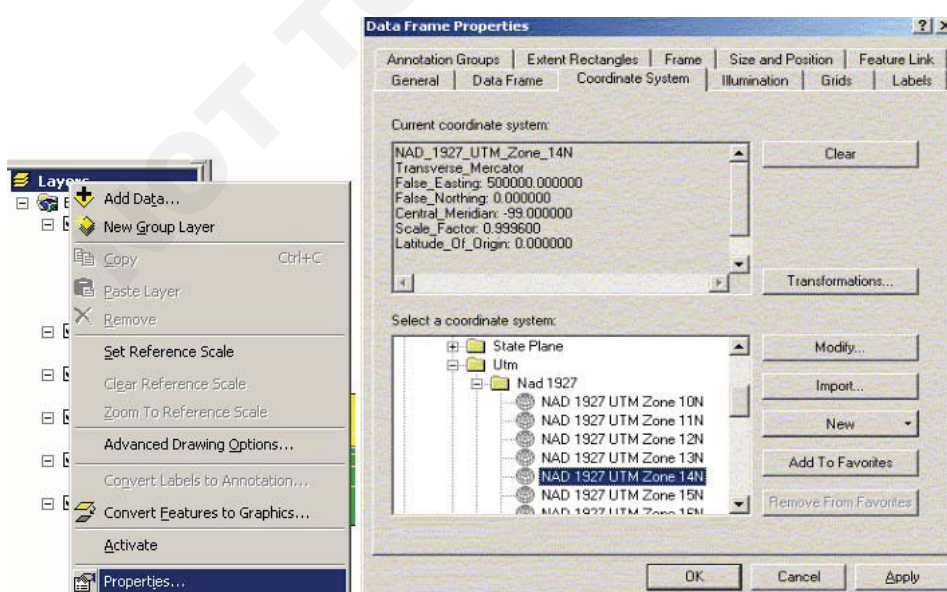 Layers
Add Data...
New Group Layer
Copy Ctrl+C
Paste Layer
Remove
Set Reference Scale
Clear Reference Scale
Zoom To Reference Scale
Advanced Drawing Options...
Convert Labels to Annotation...
Convert Features to Graphics...
Activate
Properties...
Data Frame Properties
Annotation Groups Extent Rectangles Frame Size and Position Feature Link
General Data Frame Coordinate System Illumination Grids Labels
Current coordinate system:
NAD_1927_UTM_Zone_14N
Transverse_Mercator
False_Easting: 500000.000000
False_Northing: 0.000000
Central_Meridian: -99.000000
Scale_Factor: 0.999600
Latitude_Of_Origin: 0.000000
Clear
Transformations...
Select a coordinate system:
State Plane
Utm
Nad 1927
NAD 1927 UTM Zone 10N
NAD 1927 UTM Zone 11N
NAD 1927 UTM Zone 12N
NAD 1927 UTM Zone 13N
NAD 1927 UTM Zone 14N
NAD 1927 UTM Zone 15N
NAD 1927 UTM Zone 16N
Modify...
Import...
New
Add To Favorites
Remove From Favorites
OK Cancel Apply
NOT